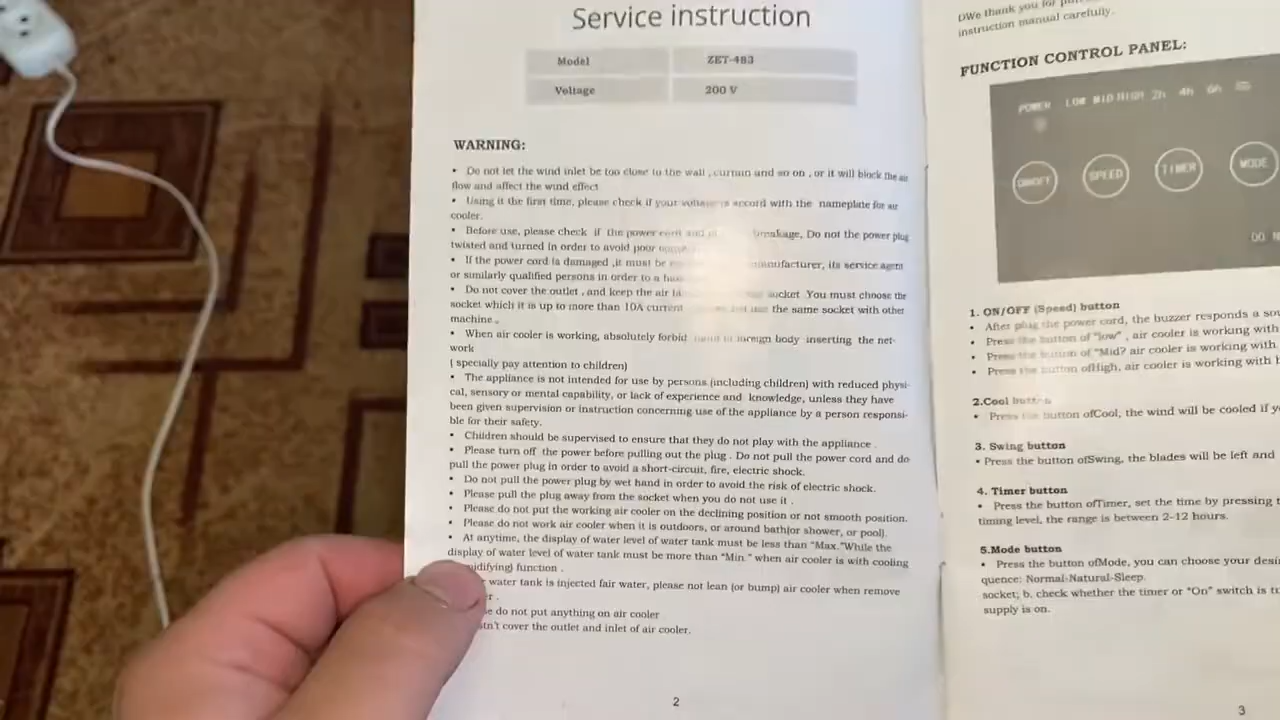 Service instruction
Model ZET-483
Voltage 200 V
WARNING:
• Do not let the wind inlet be too close to the wall , curtain and so on , or it will block the air
flow and affect the wind effect
• Using it the first time, please check if your voltage is accord with the nameplate for air
cooler.
• Before use, please check if the power cord and breakage, Do not the power plug
twisted and turned in order to avoid poor
• If the power cord is damaged ,it must be manufacturer, its service agent
or similarly qualified persons in order to a
• Do not cover the outlet , and keep the air socket You must choose the
socket which it is up to more than 10A current the same socket with other
machine 。
• When air cooler is working, absolutely forbid foreign body inserting the net-
work
( specially pay attention to children)
• The appliance is not intended for use by persons (including children) with reduced physi-
cal, sensory or mental capability, or lack of experience and knowledge, unless they have
been given supervision or instruction concerning use of the appliance by a person responsi-
ble for their safety.
• Children should be supervised to ensure that they do not play with the appliance .
• Please turn off the power before pulling out the plug . Do not pull the power cord and do
pull the power plug in order to avoid a short-circuit, fire, electric shock.
• Do not pull the power plug by wet hand in order to avoid the risk of electric shock.
• Please pull the plug away from the socket when you do not use it .
• Please do not put the working air cooler on the declining position or not smooth position.
• Please do not work air cooler when it is outdoors, or around bath(or shower, or pool).
• At anytime, the display of water level of water tank must be less than “Max.”While the
display of water level of water tank must be more than “Min.” when air cooler is with cooling
function .
water tank is injected fair water, please not lean (or bump) air cooler when remove
do not put anything on air cooler
cover the outlet and inlet of air cooler.
2
DWe thank you for
instruction manual carefully.
FUNCTION CONTROL PANEL:
POWER LOW MID HIGH 2h 4h
ON/OFF SPEED TIMER MODE
1. ON/OFF (Speed) button
• After plug the power cord, the buzzer responds a
• Press the button of "low" , air cooler is working with
• Press the button of "Mid? air cooler is working with
• Press the button ofHigh, air cooler is working with
2.Cool button
• Press the button ofCool, the wind will be cooled if
3. Swing button
• Press the button ofSwing, the blades will be left and
4. Timer button
• Press the button ofTimer, set the time by pressing
timing level, the range is between 2-12 hours.
5.Mode button
• Press the button ofMode, you can choose your
quence: Normal-Natural-Sleep.
socket; b. check whether the timer or “On” switch is
supply is on.
3